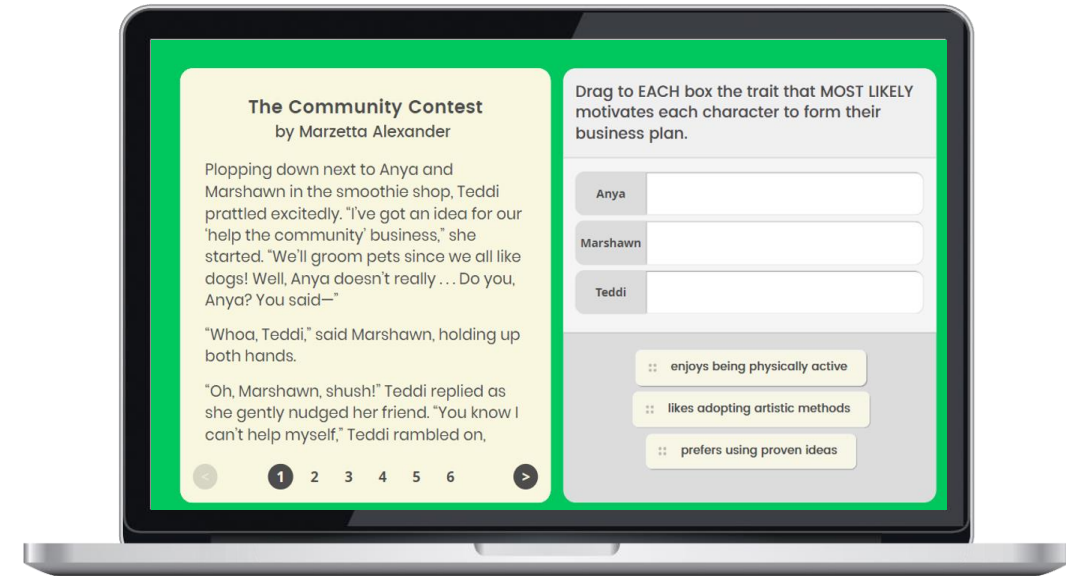 The Community Contest
by Marzetta Alexander
Plopping down next to Anya and
Marshawn in the smoothie shop, Teddi
prattled excitedly. “I’ve got an idea for our
‘help the community’ business,” she
started. “We’ll groom pets since we all like
dogs! Well, Anya doesn’t really . . . Do you,
Anya? You said—”
“Whoa, Teddi,” said Marshawn, holding up
both hands.
“Oh, Marshawn, shush!” Teddi replied as
she gently nudged her friend. “You know I
can’t help myself,” Teddi rambled on,
< 1 2 3 4 5 6 >
Drag to EACH box the trait that MOST LIKELY
motivates each character to form their
business plan.
Anya
Marshawn
Teddi
enjoys being physically active
likes adopting artistic methods
prefers using proven ideas